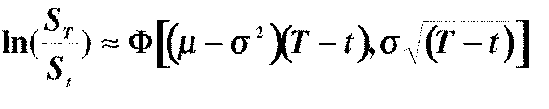 ln(S_T/S_t) ≈ Φ[(μ − σ²)(T − t), σ√(T − t)]